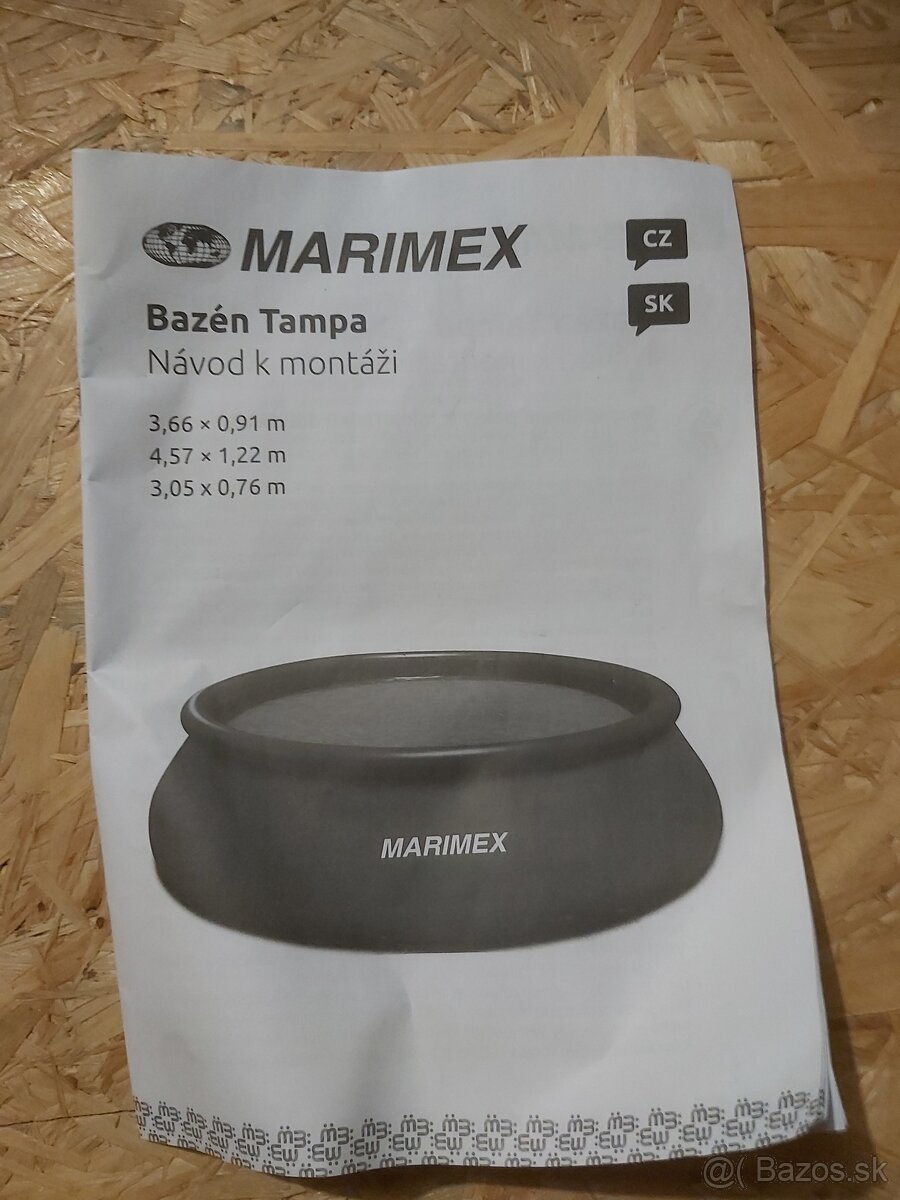 MARIMEX
CZ
SK
Bazén Tampa
Návod k montáži
3,66 × 0,91 m
4,57 × 1,22 m
3,05 x 0,76 m
MARIMEX
@( Bazos.sk